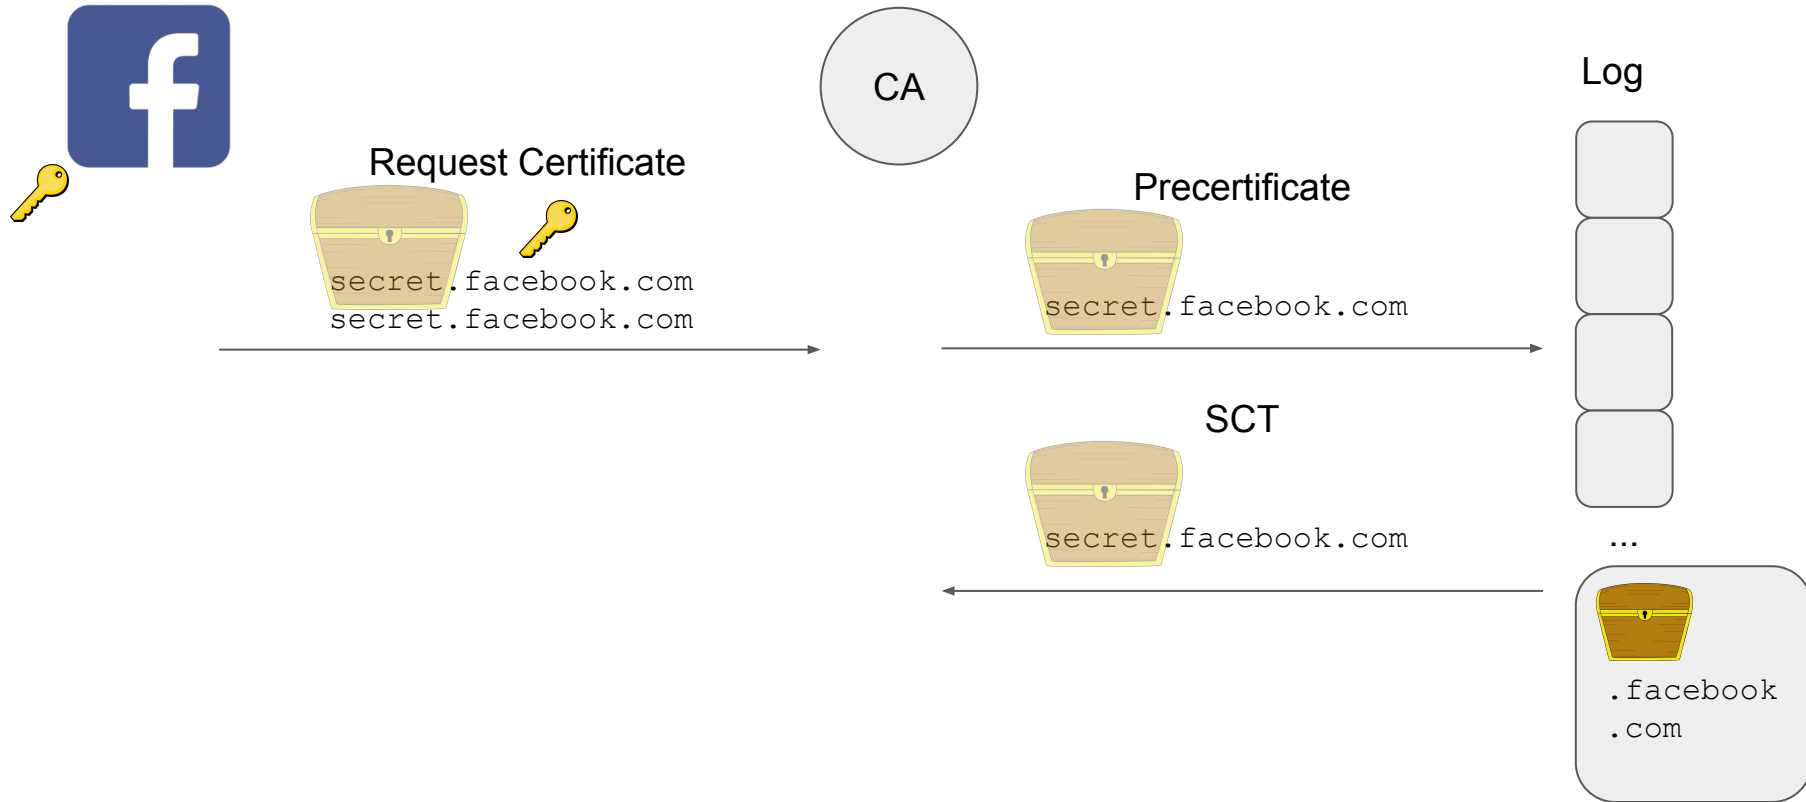 CA
Log
Request Certificate
secret.facebook.com
secret.facebook.com
Precertificate
secret.facebook.com
SCT
secret.facebook.com
...
.facebook
.com